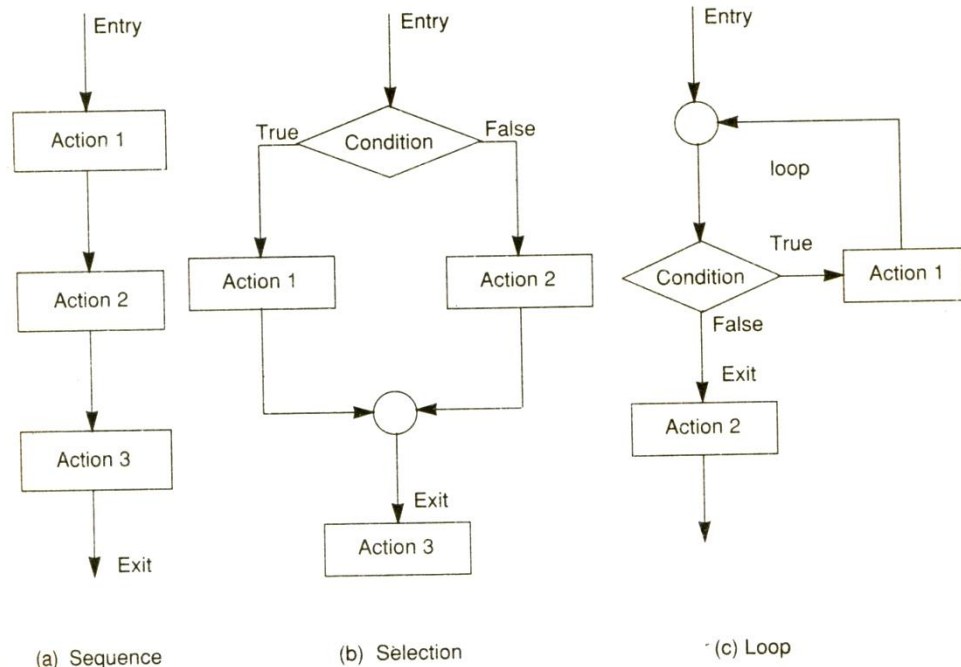 Entry
Action 1
Action 2
Action 3
Exit
(a) Sequence
Entry
True
False
Condition
Action 1
Action 2
Exit
Action 3
(b) Selection
Entry
loop
True
Condition
Action 1
False
Exit
Action 2
(c) Loop